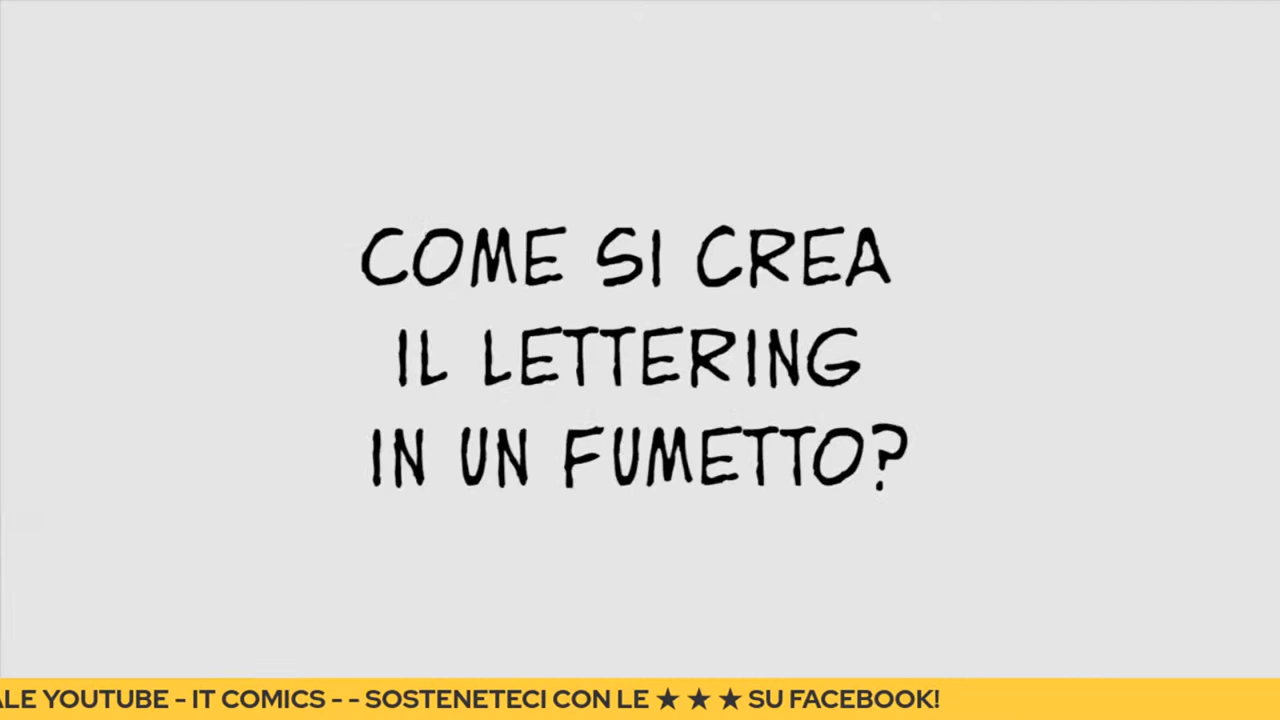 COME SI CREA
IL LETTERING
IN UN FUMETTO?
YOUTUBE - IT COMICS - - SOSTENETECI CON LE ★ ★ ★ SU FACEBOOK!